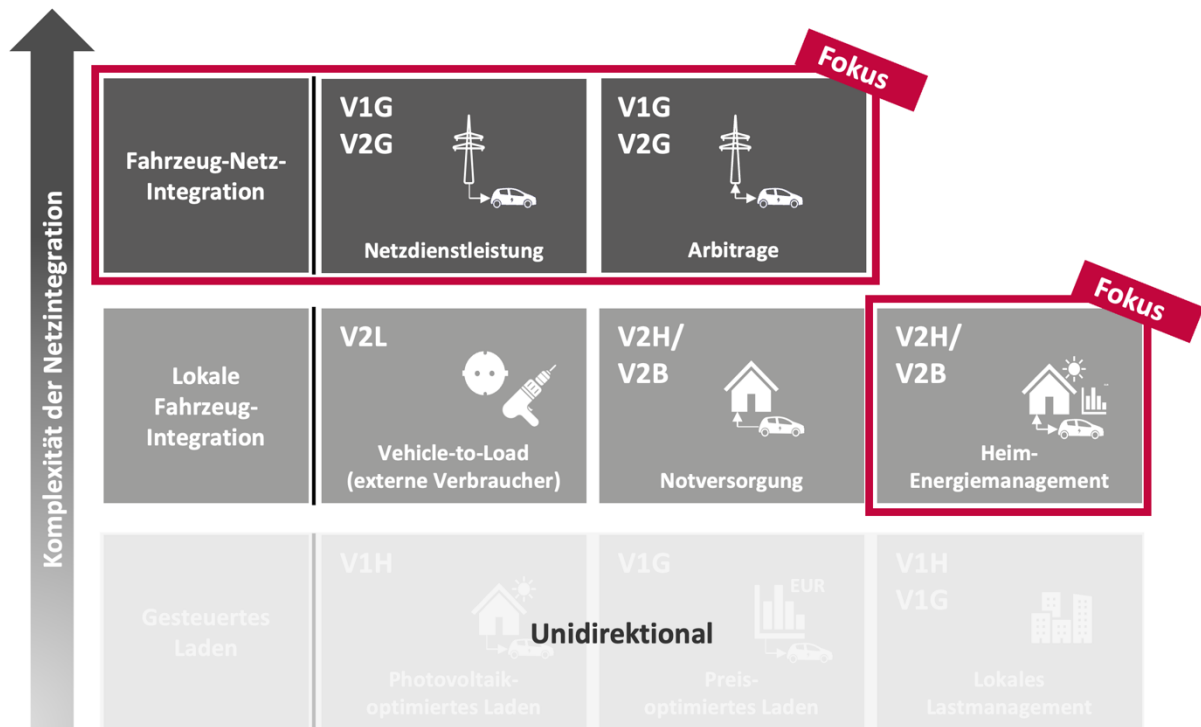 Komplexität der Netzintegration
Fokus
Fahrzeug-Netz-
Integration
V1G
V2G
Netzdienstleistung
V1G
V2G
Arbitrage
Fokus
Lokale
Fahrzeug-
Integration
V2L
Vehicle-to-Load
(externe Verbraucher)
V2H/
V2B
Notversorgung
V2H/
V2B
Heim-
Energiemanagement
Gesteuertes
Laden
V1H
Photovoltaik-
optimiertes Laden
Unidirektional
V1G
EUR
Preis-
optimiertes Laden
V1H
V1G
Lokales
Lastmanagement